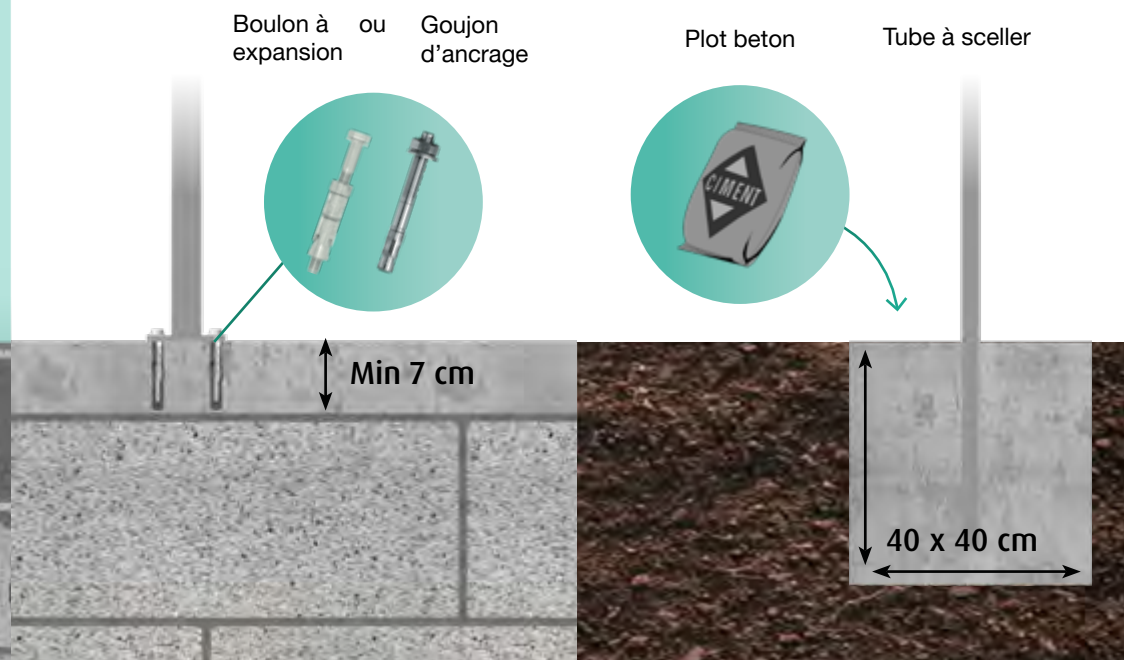 Boulon à ou Goujon
expansion d'ancrage
Plot beton
Tube à sceller
CIMENT
Min 7 cm
40 x 40 cm